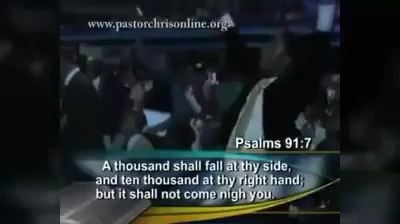 www.pastorchrisonline.org
Psalms 91:7
A thousand shall fall at thy side,
and ten thousand at thy right hand;
but it shall not come nigh you.